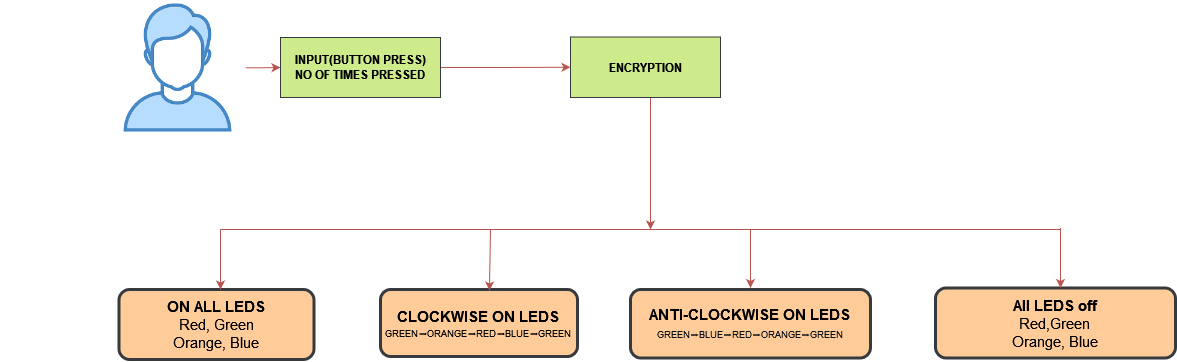 INPUT(BUTTON PRESS)
NO OF TIMES PRESSED
ENCRYPTION
ON ALL LEDS
Red, Green
Orange, Blue
CLOCKWISE ON LEDS
GREEN→ORANGE→RED→BLUE→GREEN
ANTI-CLOCKWISE ON LEDS
GREEN→BLUE→RED→ORANGE→GREEN
All LEDS off
Red,Green
Orange, Blue